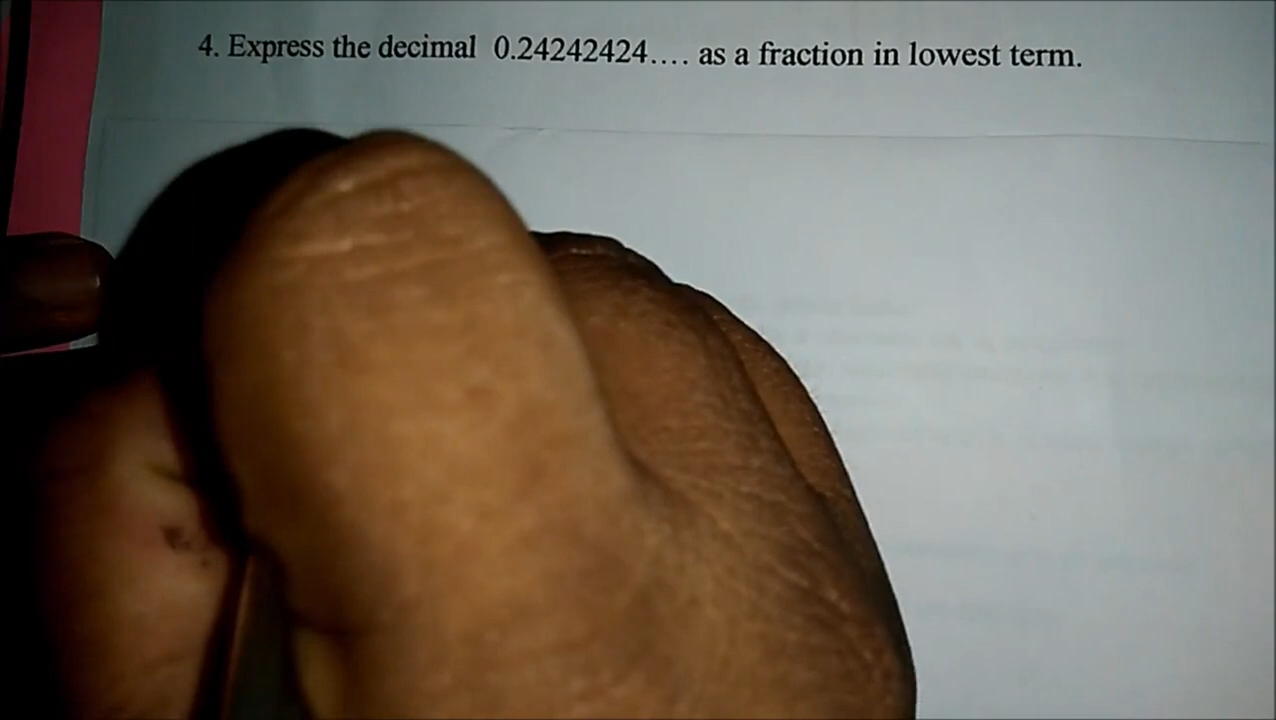 4. Express the decimal 0.24242424.... as a fraction in lowest term.